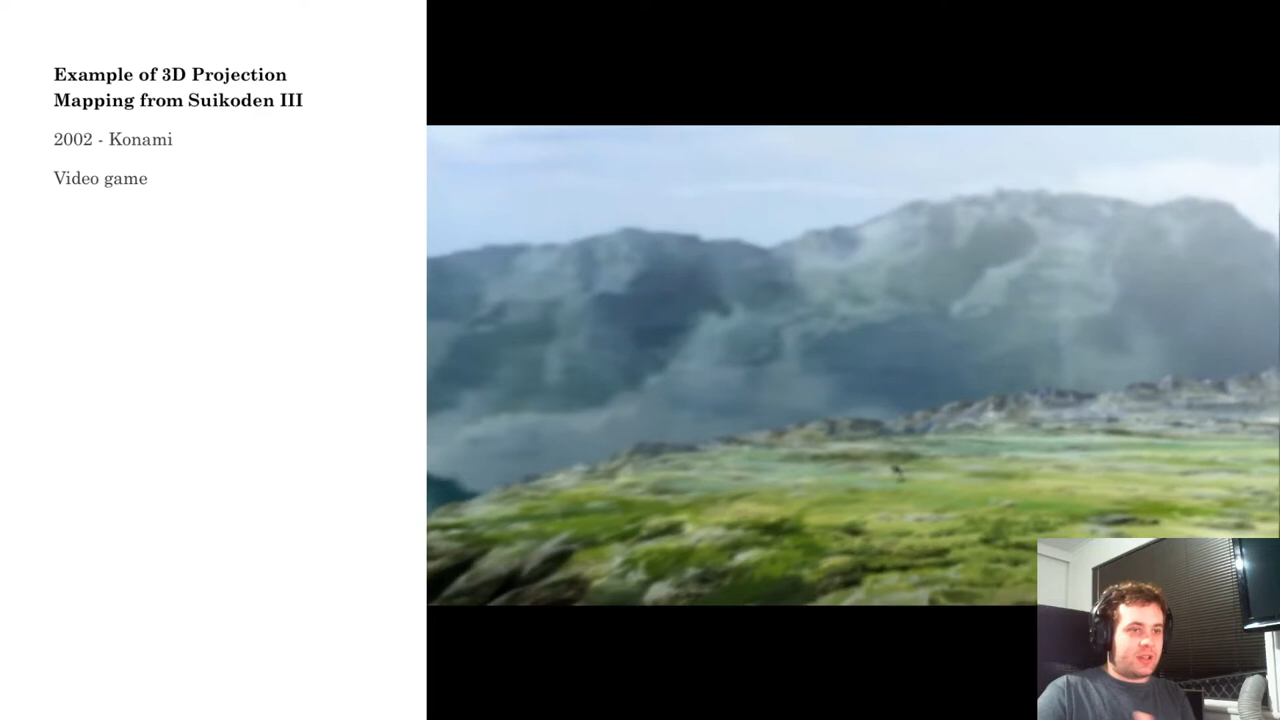 Example of 3D Projection
Mapping from Suikoden III
2002 - Konami
Video game